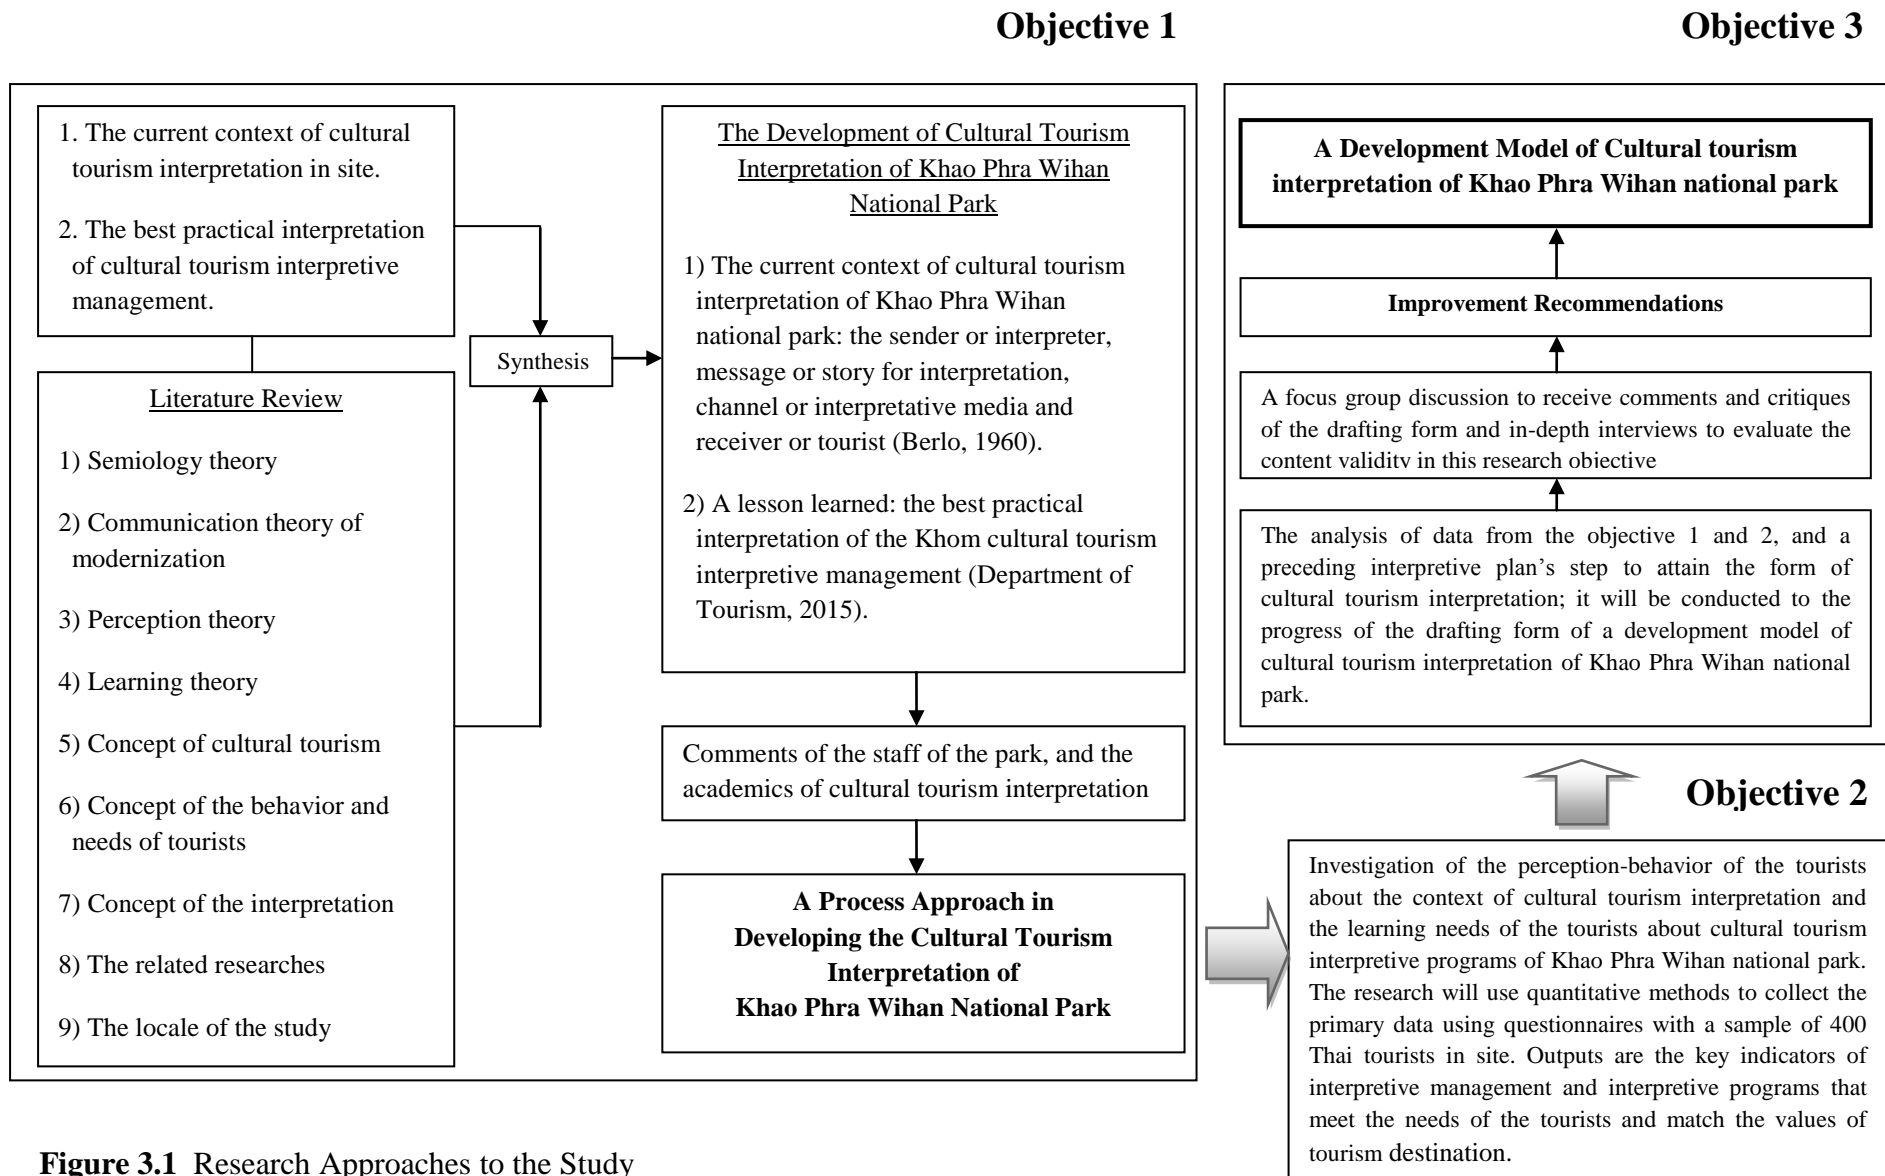 Objective 1
Objective 3
1. The current context of cultural
tourism interpretation in site.
2. The best practical interpretation
of cultural tourism interpretive
management.
Literature Review
1) Semiology theory
2) Communication theory of
modernization
3) Perception theory
4) Learning theory
5) Concept of cultural tourism
6) Concept of the behavior and
needs of tourists
7) Concept of the interpretation
8) The related researches
9) The locale of the study
Synthesis
The Development of Cultural Tourism
Interpretation of Khao Phra Wihan
National Park
1) The current context of cultural tourism
interpretation of Khao Phra Wihan
national park: the sender or interpreter,
message or story for interpretation,
channel or interpretative media and
receiver or tourist (Berlo, 1960).
2) A lesson learned: the best practical
interpretation of the Khom cultural tourism
interpretive management (Department of
Tourism, 2015).
Comments of the staff of the park, and the
academics of cultural tourism interpretation
A Process Approach in
Developing the Cultural Tourism
Interpretation of
Khao Phra Wihan National Park
A Development Model of Cultural tourism
interpretation of Khao Phra Wihan national park
Improvement Recommendations
A focus group discussion to receive comments and critiques
of the drafting form and in-depth interviews to evaluate the
content validity in this research objective
The analysis of data from the objective 1 and 2, and a
preceding interpretive plan's step to attain the form of
cultural tourism interpretation; it will be conducted to the
progress of the drafting form of a development model of
cultural tourism interpretation of Khao Phra Wihan national
park.
Objective 2
Investigation of the perception-behavior of the tourists
about the context of cultural tourism interpretation and
the learning needs of the tourists about cultural tourism
interpretive programs of Khao Phra Wihan national park.
The research will use quantitative methods to collect the
primary data using questionnaires with a sample of 400
Thai tourists in site. Outputs are the key indicators of
interpretive management and interpretive programs that
meet the needs of the tourists and match the values of
tourism destination.
Figure 3.1 Research Approaches to the Study